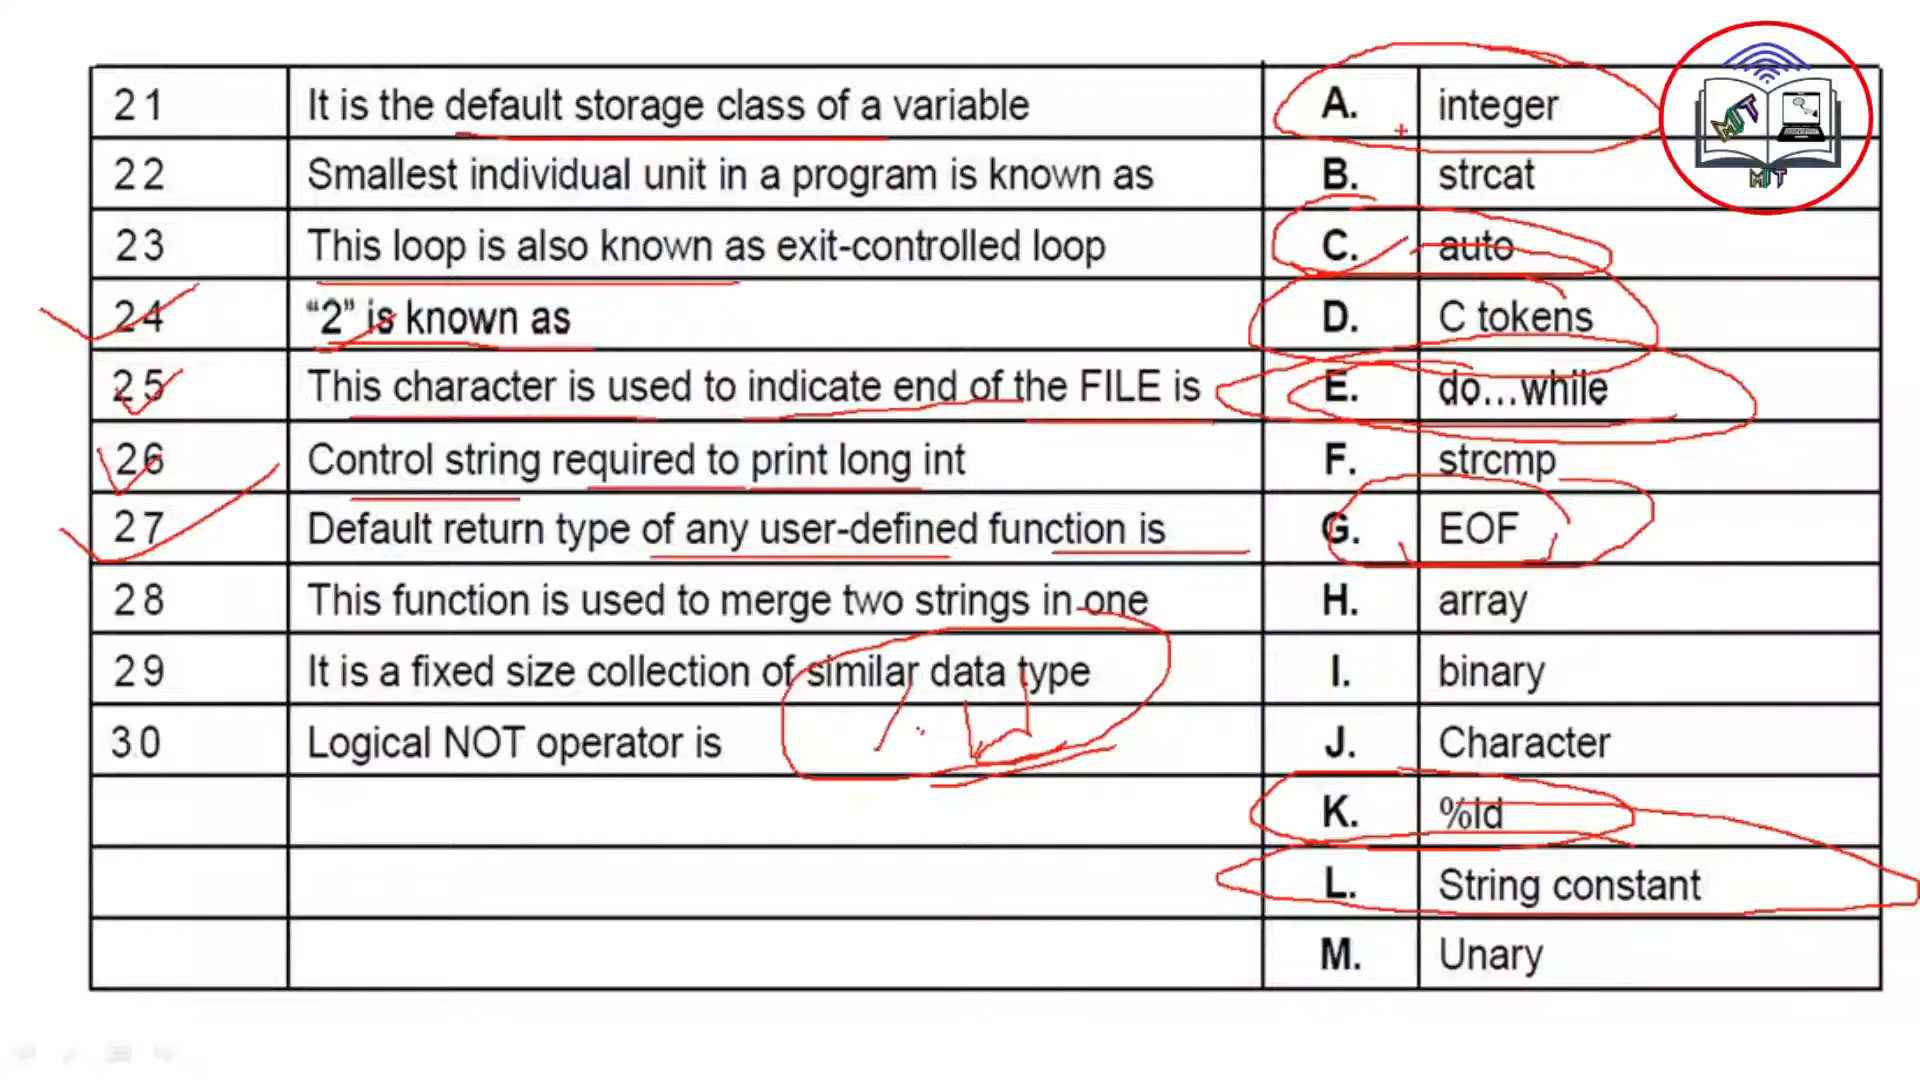 21 It is the default storage class of a variable A. integer
22 Smallest individual unit in a program is known as B. strcat
23 This loop is also known as exit-controlled loop C. auto
24 “2” is known as D. C tokens
25 This character is used to indicate end of the FILE is E. do...while
26 Control string required to print long int F. strcmp
27 Default return type of any user-defined function is G. EOF
28 This function is used to merge two strings in one H. array
29 It is a fixed size collection of similar data type I. binary
30 Logical NOT operator is J. Character
K. %ld
L. String constant
M. Unary
MIT
MIT